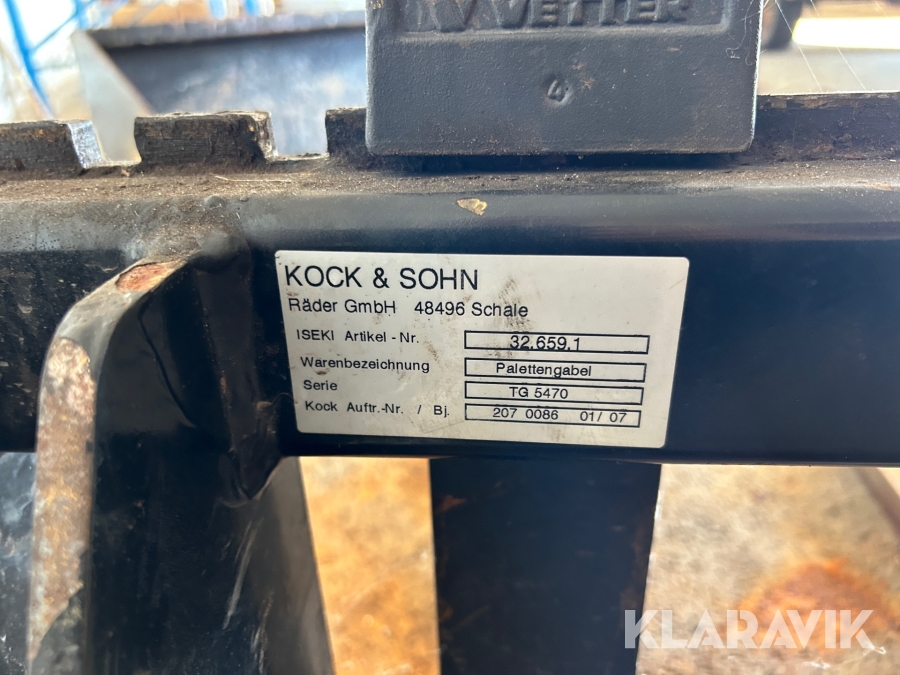 VETTER
4
KOCK & SOHN
Räder GmbH 48496 Schale
ISEKI Artikel - Nr. 32.659.1
Warenbezeichnung Palettengabel
Serie TG 5470
Kock Auftr.-Nr. / Bj. 207 0086 01/ 07
KLARAVIK